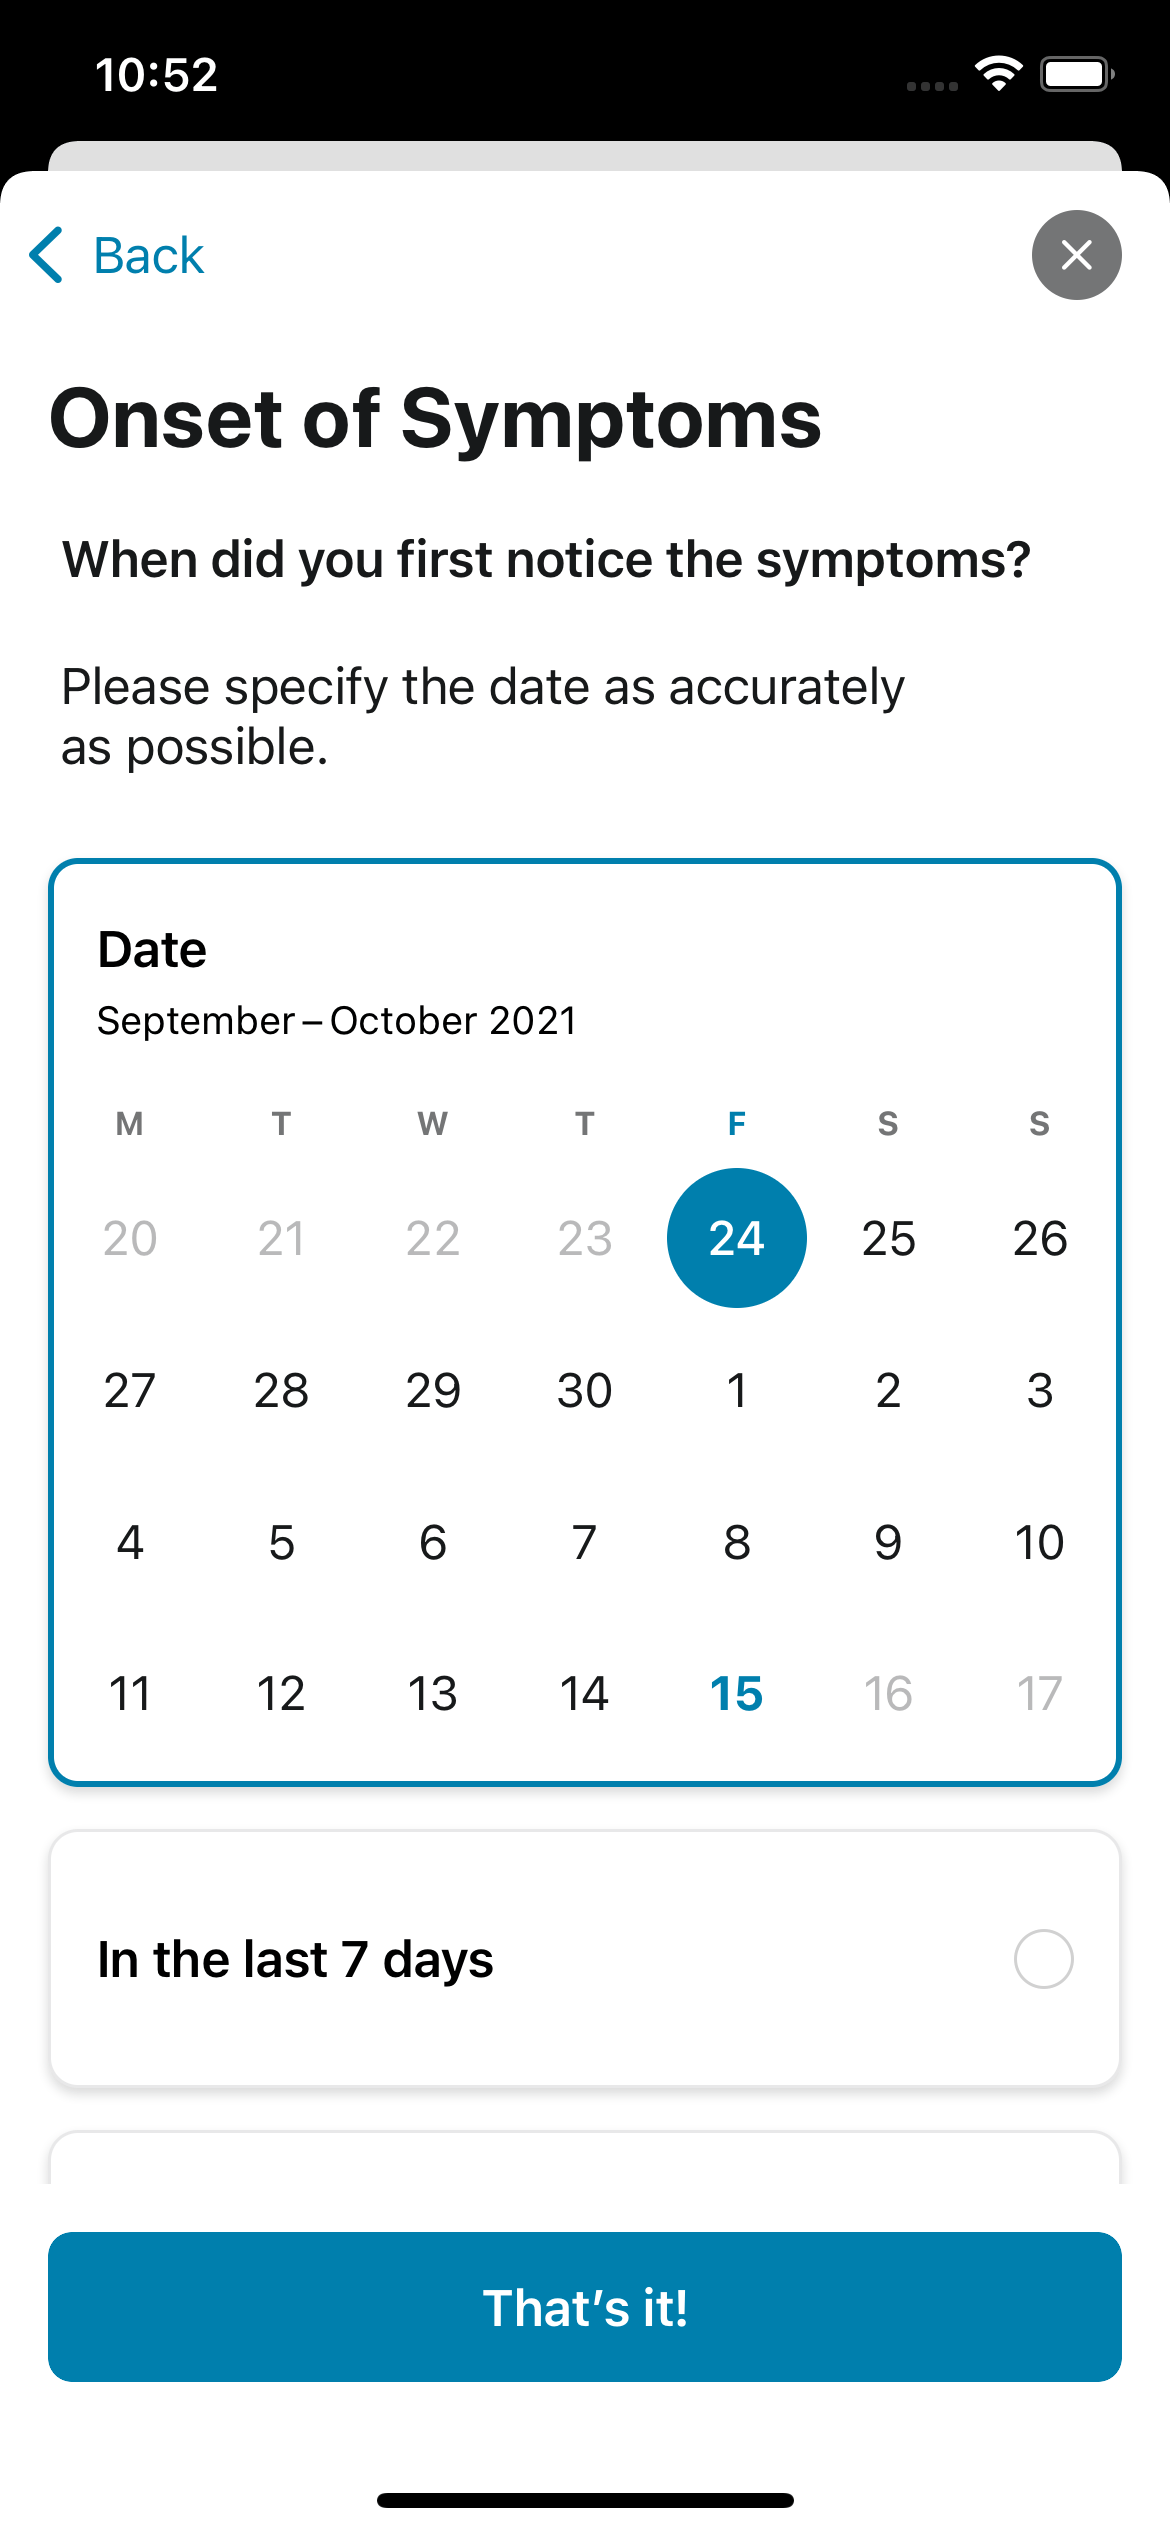 10:52
Back
Onset of Symptoms
When did you first notice the symptoms?
Please specify the date as accurately
as possible.
Date
September – October 2021
M T W T F S S
20 21 22 23 24 25 26
27 28 29 30 1 2 3
4 5 6 7 8 9 10
11 12 13 14 15 16 17
In the last 7 days
That’s it!